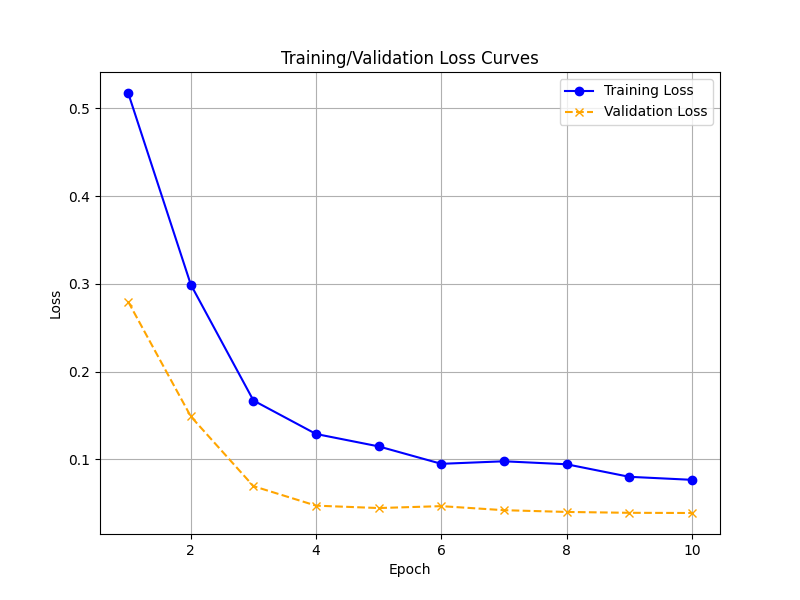 Training/Validation Loss Curves
Training Loss
Validation Loss
0.5
0.4
0.3
0.2
0.1
Loss
2 4 6 8 10
Epoch